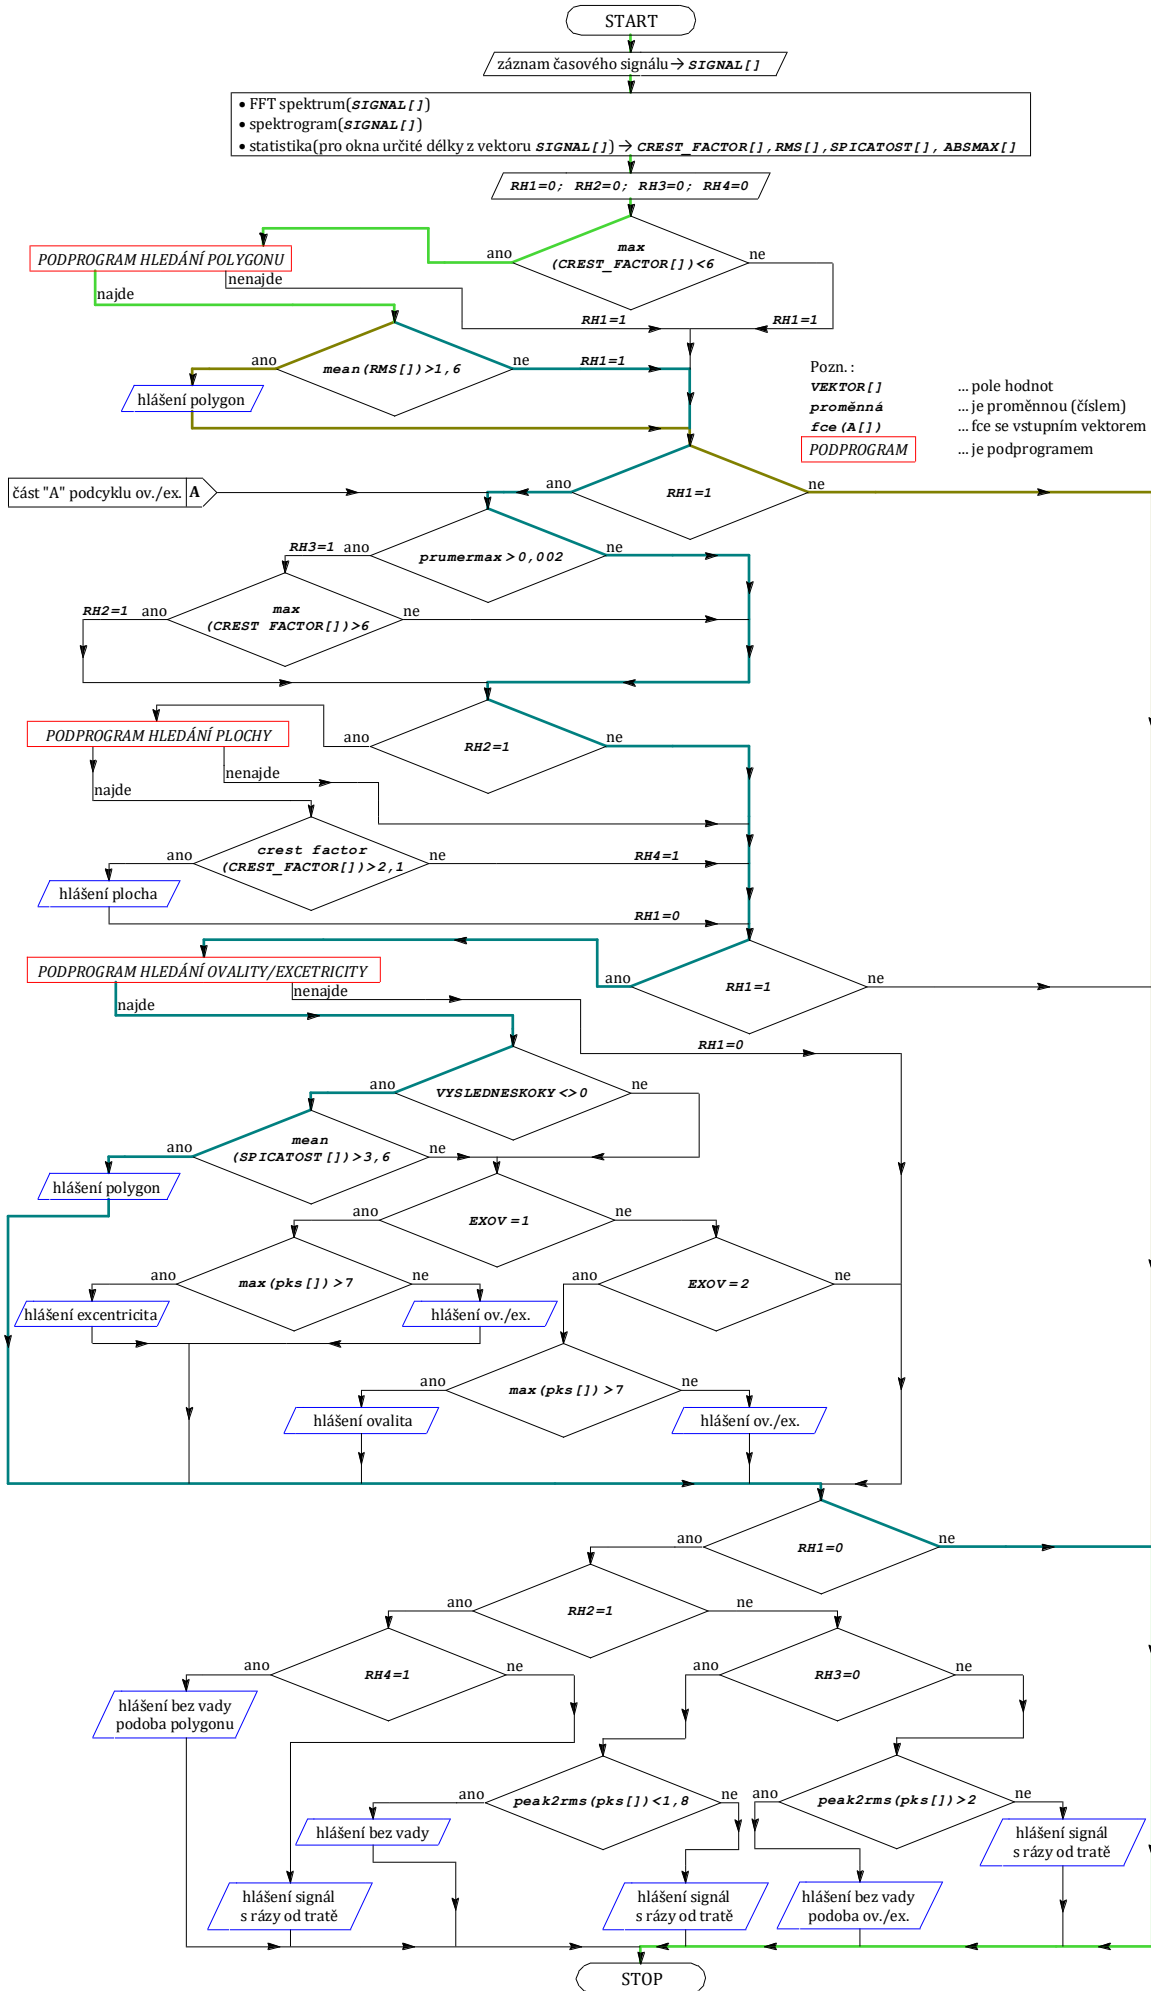 START
záznam časového signálu→ SIGNAL[]
• FFT spektrum(SIGNAL[])
• spektrogram(SIGNAL[])
• statistika(pro okna určité délky z vektoru SIGNAL[]) → CREST_FACTOR[],RMS[],SPICATOST[], ABSMAX[]
RH1=0; RH2=0; RH3=0; RH4=0
ano
max
(CREST_FACTOR[])<6
ne
PODPROGRAM HLEDÁNÍ POLYGONU
nenajde
najde
RH1=1
RH1=1
ano
mean(RMS[])>1,6
ne
RH1=1
hlášení polygon
Pozn. :
VEKTOR[] ... pole hodnot
proměnná ... je proměnnou (číslem)
fce(A[]) ... fce se vstupním vektorem
PODPROGRAM ... je podprogramem
část "A" podcyklu ov./ex. A
ano
RH1=1
ne
RH3=1 ano
prumermax>0,002
ne
RH2=1 ano
max
(CREST FACTOR[])>6
ne
PODPROGRAM HLEDÁNÍ PLOCHY
ano
RH2=1
ne
nenajde
najde
ano
crest factor
(CREST_FACTOR[])>2,1
ne
RH4=1
hlášení plocha
RH1=0
PODPROGRAM HLEDÁNÍ OVALITY/EXCETRICITY
ano
RH1=1
ne
nenajde
najde
RH1=0
ano
VYSLEDNESKOKY<>0
ne
ano
mean
(SPICATOST[])>3,6
ne
hlášení polygon
ano
EXOV=1
ne
ano
max(pks[])>7
ne
ano
EXOV=2
ne
hlášení excentricita
hlášení ov./ex.
ano
max(pks[])>7
ne
hlášení ovalita
hlášení ov./ex.
ano
RH1=0
ne
ano
RH2=1
ne
ano
RH4=1
ne
ano
RH3=0
ne
hlášení bez vady
podoba polygonu
ano
peak2rms(pks[])<1,8
ne
ano
peak2rms(pks[])>2
ne
hlášení bez vady
hlášení signál
s rázy od tratě
hlášení signál
s rázy od tratě
hlášení signál
s rázy od tratě
hlášení bez vady
podoba ov./ex.
STOP